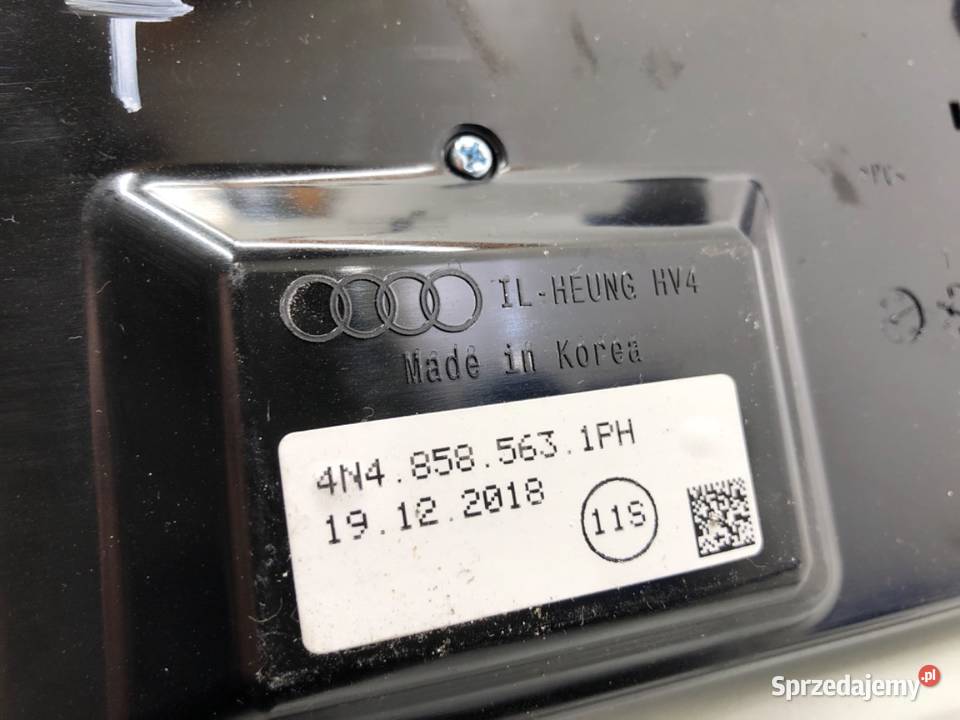 IL-HEUNG HV4
Made in Korea
4N4.858.563.1PH
19.12.2018
11S
Sprzedajemy.pl